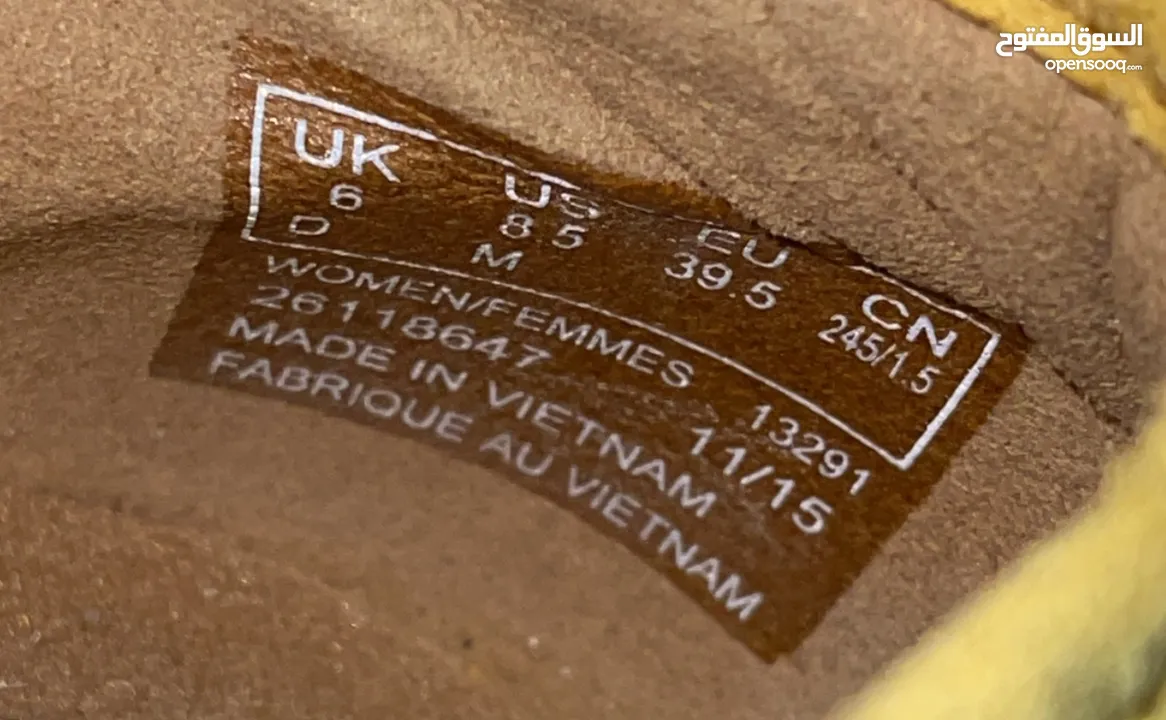 السوق المفتوح
opensooq.com
UK US EU CN
6 8 5 39.5 245/1.5
D M
WOMEN/FEMMES 13291
26118647 11/15
MADE IN VIETNAM
FABRIQUE AU VIETNAM